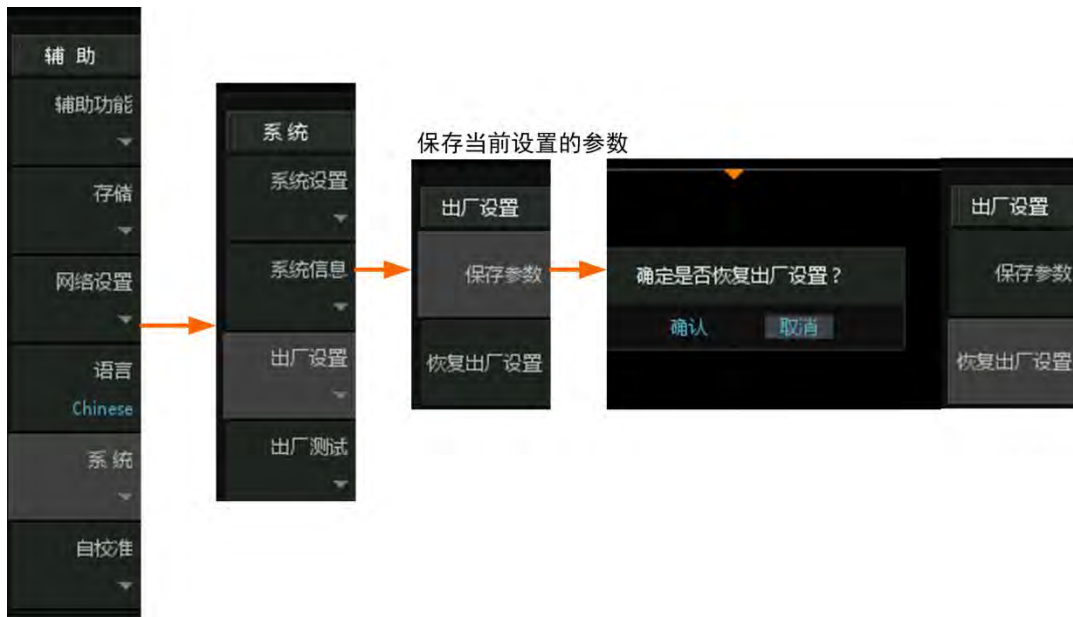 辅 助
辅助功能
存储
网络设置
语言
Chinese
系 统
自校准
系 统
系统设置
系统信息
出厂设置
出厂测试
保存当前设置的参数
出厂设置
保存参数
恢复出厂设置
确定是否恢复出厂设置？
确认 取消
出厂设置
保存参数
恢复出厂设置